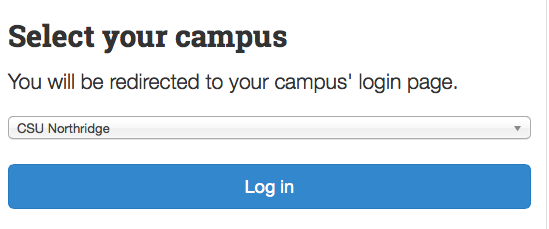 Select your campus
You will be redirected to your campus' login page.
CSU Northridge
Log in